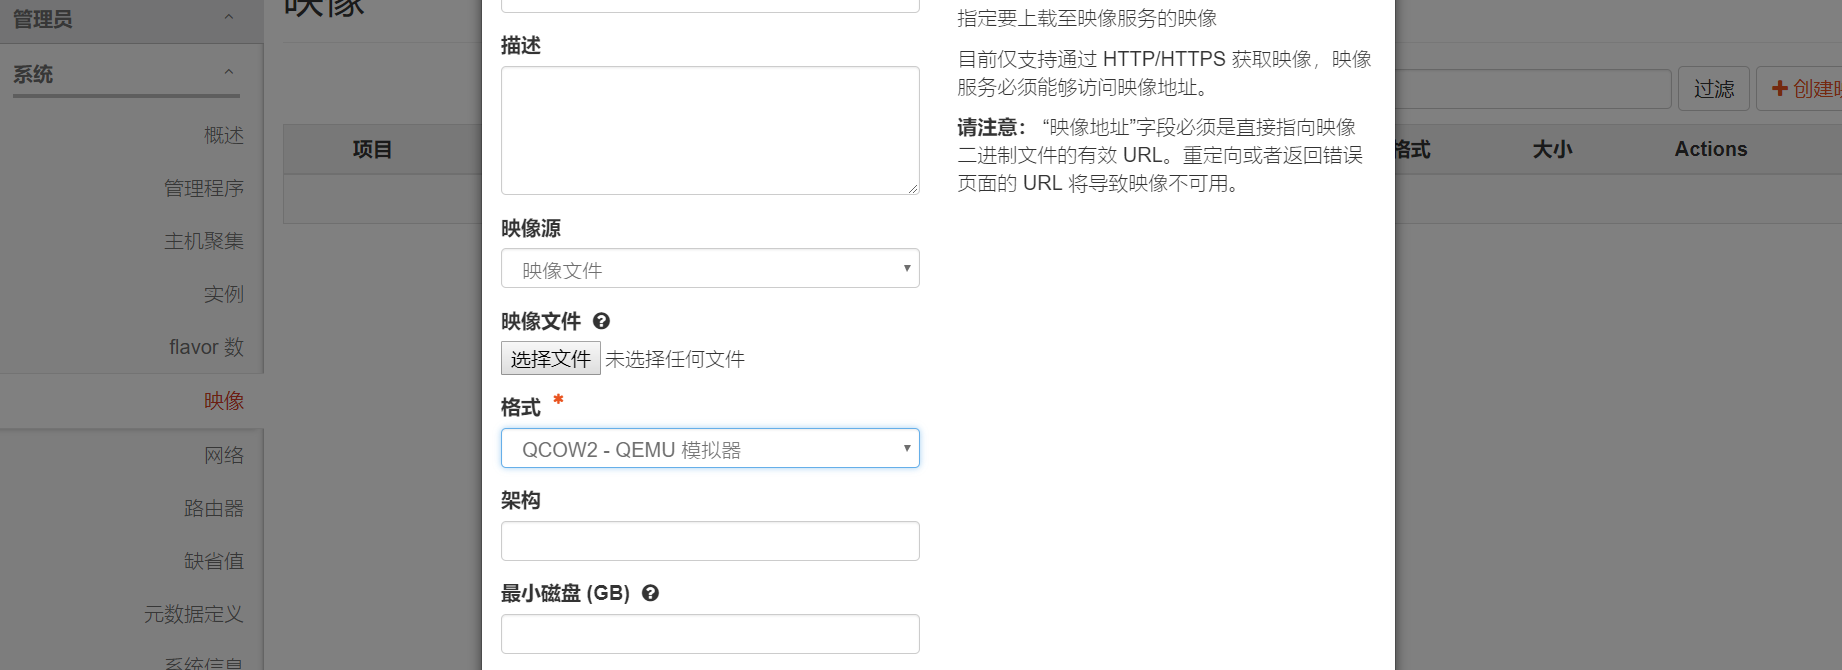 管理员
系统
概述
管理程序
主机聚集
实例
flavor 数
映像
网络
路由器
缺省值
元数据定义
系统信息
映像
项目
描述
映像源
映像文件
映像文件
选择文件 未选择任何文件
格式 *
QCOW2 - QEMU 模拟器
架构
最小磁盘 (GB)
指定要上载至映像服务的映像
目前仅支持通过 HTTP/HTTPS 获取映像，映像
服务必须能够访问映像地址。
请注意： “映像地址”字段必须是直接指向映像
二进制文件的有效 URL。重定向或者返回错误
页面的 URL 将导致映像不可用。
过滤
创建
格式
大小
Actions